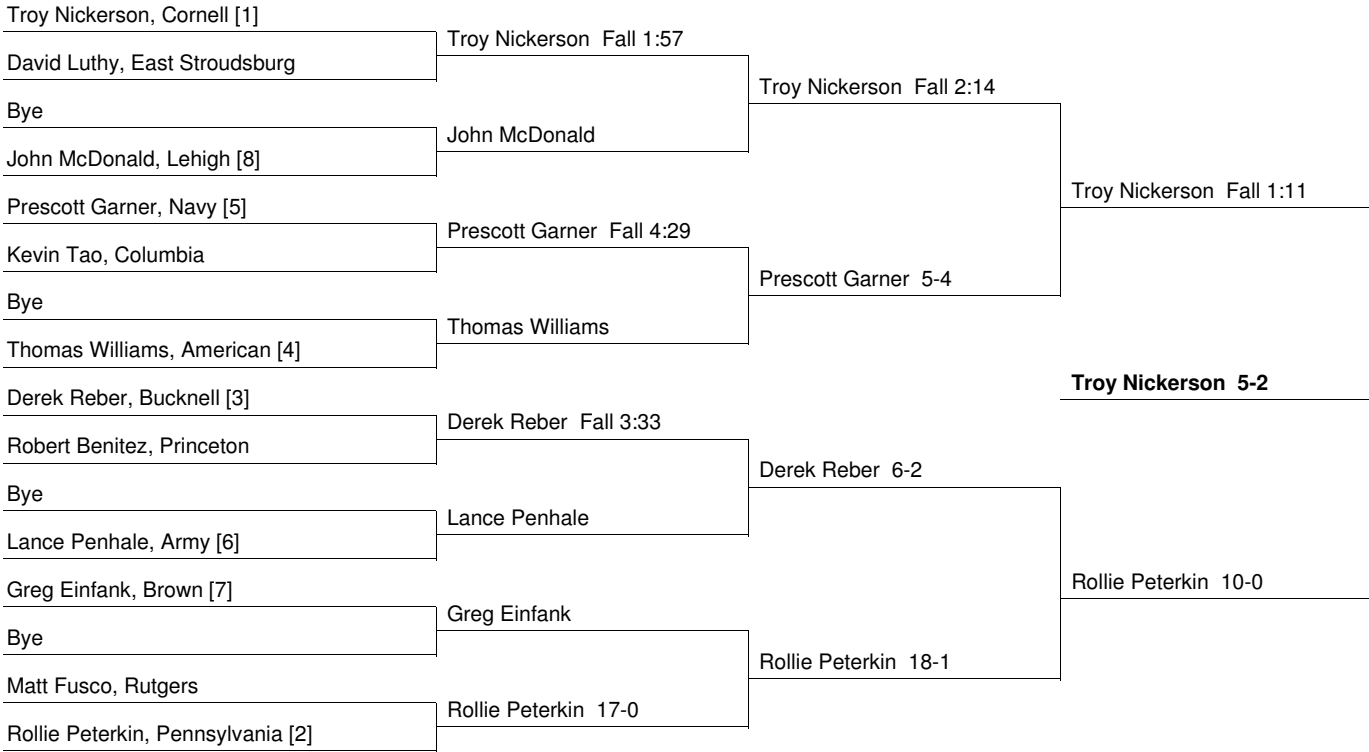 Troy Nickerson, Cornell [1]
David Luthy, East Stroudsburg
Bye
John McDonald, Lehigh [8]
Prescott Garner, Navy [5]
Kevin Tao, Columbia
Bye
Thomas Williams, American [4]
Derek Reber, Bucknell [3]
Robert Benitez, Princeton
Bye
Lance Penhale, Army [6]
Greg Einfank, Brown [7]
Bye
Matt Fusco, Rutgers
Rollie Peterkin, Pennsylvania [2]
Troy Nickerson Fall 1:57
John McDonald
Prescott Garner Fall 4:29
Thomas Williams
Derek Reber Fall 3:33
Lance Penhale
Greg Einfank
Rollie Peterkin 17-0
Troy Nickerson Fall 2:14
Prescott Garner 5-4
Derek Reber 6-2
Rollie Peterkin 18-1
Troy Nickerson Fall 1:11
Rollie Peterkin 10-0
Troy Nickerson 5-2